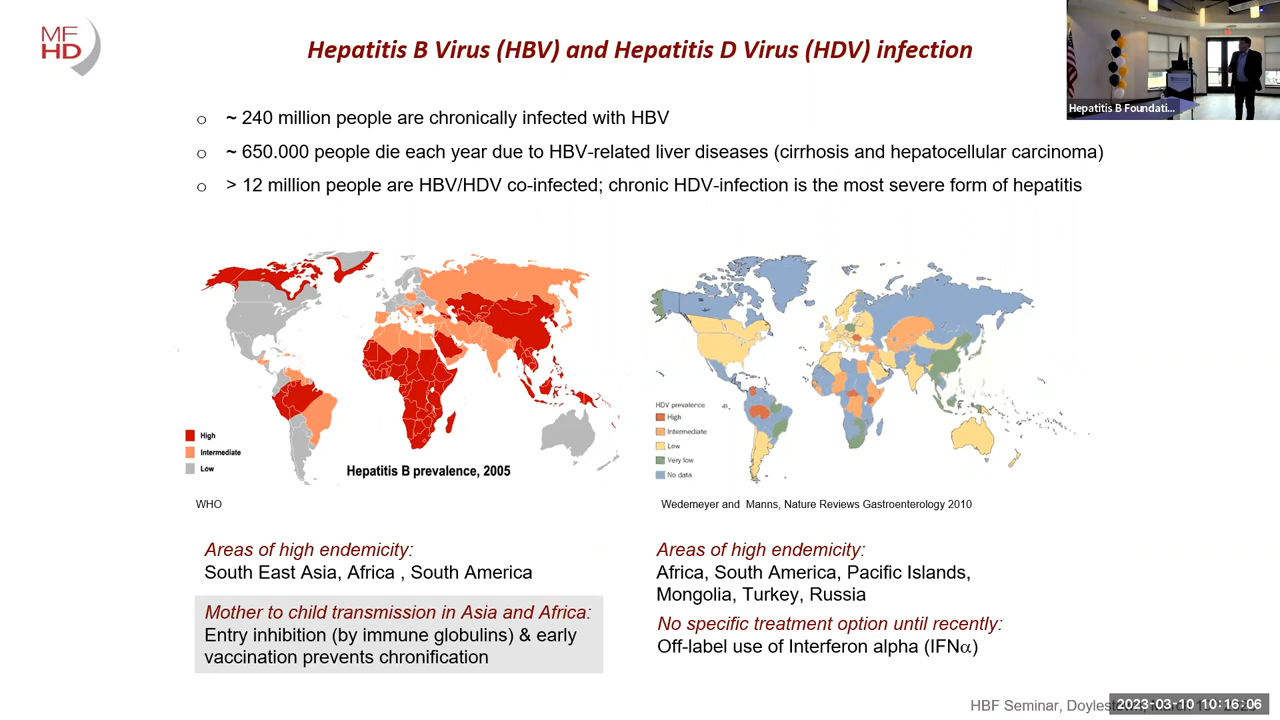 MF
HD
Hepatitis B Virus (HBV) and Hepatitis D Virus (HDV) infection
Hepatitis B Foundati...
o ~ 240 million people are chronically infected with HBV
o ~ 650.000 people die each year due to HBV-related liver diseases (cirrhosis and hepatocellular carcinoma)
o > 12 million people are HBV/HDV co-infected; chronic HDV-infection is the most severe form of hepatitis
High
Intermediate
Low
Hepatitis B prevalence, 2005
WHO
HDV prevalence
High
Intermediate
Low
Very low
No data
Wedemeyer and Manns, Nature Reviews Gastroenterology 2010
Areas of high endemicity:
South East Asia, Africa , South America
Mother to child transmission in Asia and Africa:
Entry inhibition (by immune globulins) & early
vaccination prevents chronification
Areas of high endemicity:
Africa, South America, Pacific Islands,
Mongolia, Turkey, Russia
No specific treatment option until recently:
Off-label use of Interferon alpha (IFNα)
HBF Seminar,
2023-03-10 10:16:06